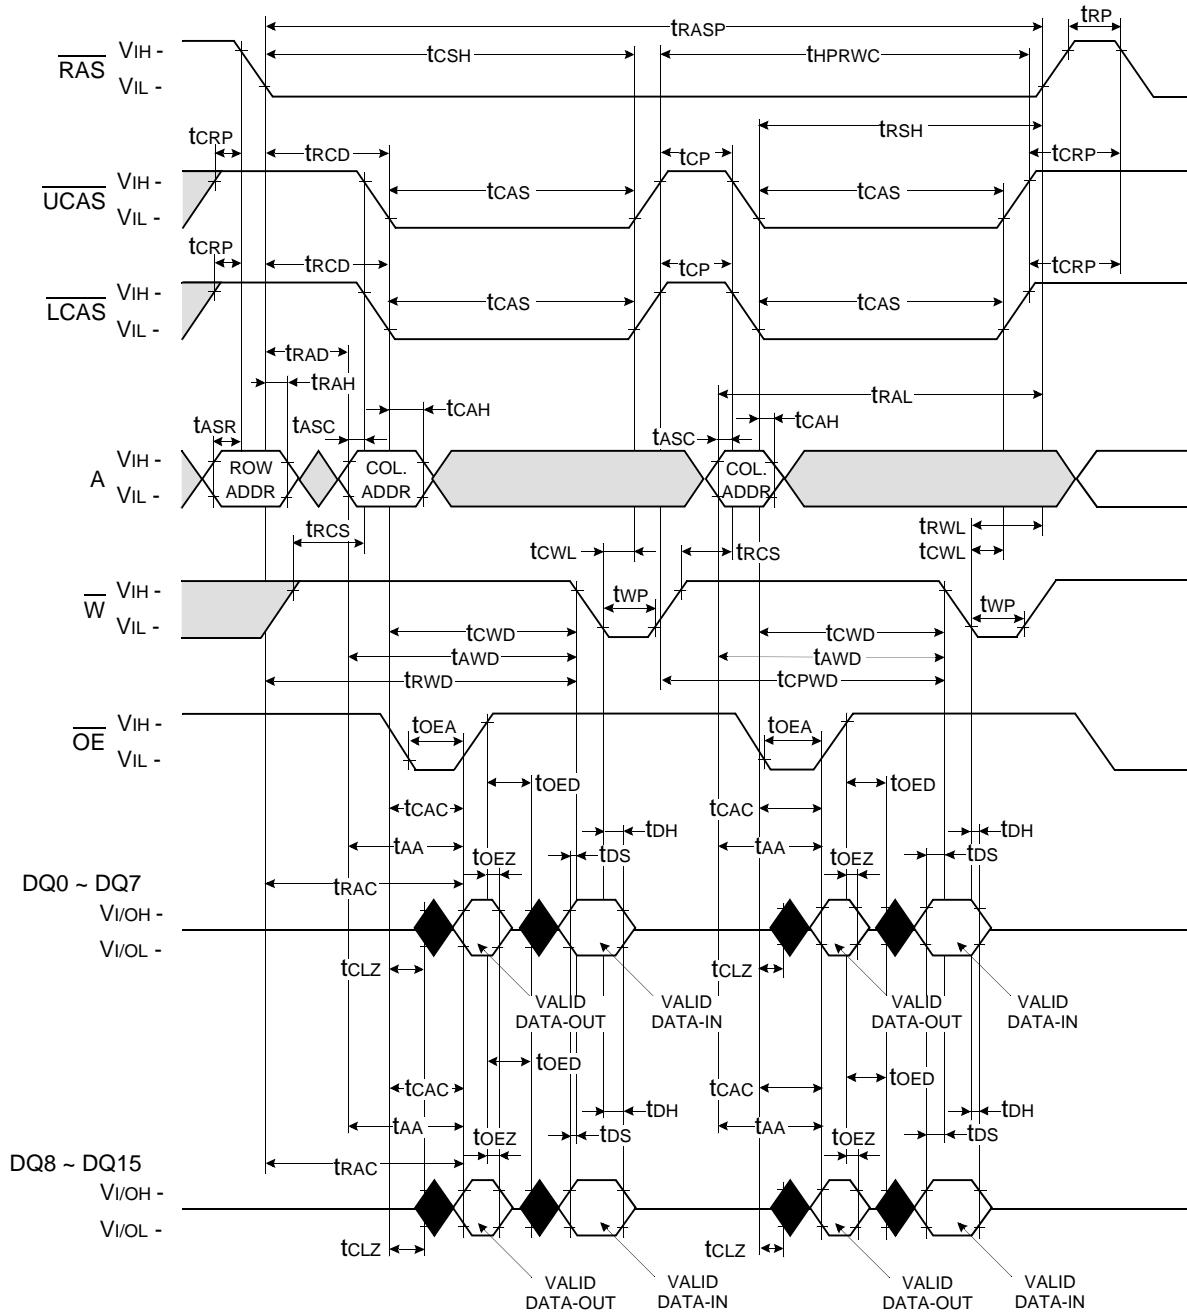 tRASP
tRP
RAS
VIH -
VIL -
tCSH
tHPRWC
tRSH
tCRP
tRCD
tCP
tCRP
UCAS
VIH -
VIL -
tCAS
tCAS
tCRP
tRCD
tCP
tCRP
LCAS
VIH -
VIL -
tCAS
tCAS
tRAD
tRAH
tCAH
tRAL
tCAH
tASR
tASC
tASC
A
VIH -
VIL -
ROW
ADDR
COL.
ADDR
COL.
ADDR
tRCS
tCWL
tRCS
tRWL
tCWL
W
VIH -
VIL -
tWP
tWP
tCWD
tCWD
tAWD
tAWD
tRWD
tCPWD
OE
VIH -
VIL -
tOEA
tOEA
tOED
tOED
tCAC
tCAC
tDH
tDH
tAA
tOEZ
tDS
tAA
tOEZ
tDS
DQ0 ~ DQ7
tRAC
VI/OH -
VI/OL -
tCLZ
tCLZ
VALID
DATA-OUT
VALID
DATA-IN
VALID
DATA-OUT
VALID
DATA-IN
tOED
tOED
tCAC
tCAC
tDH
tDH
tAA
tOEZ
tDS
tAA
tOEZ
tDS
DQ8 ~ DQ15
tRAC
VI/OH -
VI/OL -
tCLZ
tCLZ
VALID
DATA-OUT
VALID
DATA-IN
VALID
DATA-OUT
VALID
DATA-IN